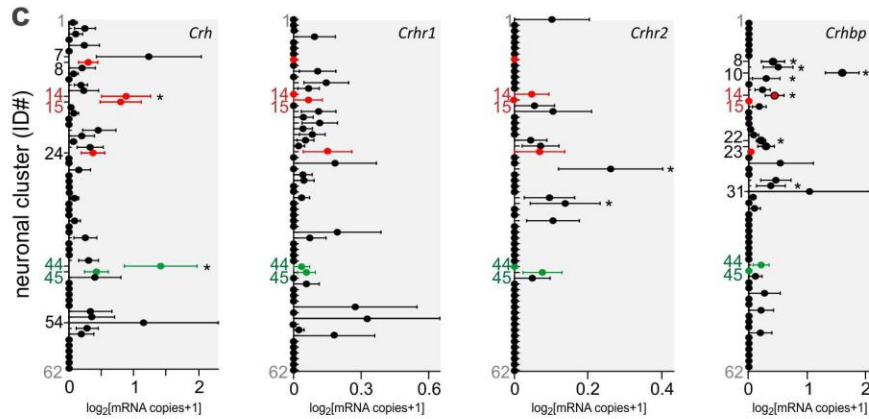 c
neuronal cluster (ID#)
Crh
1
7
8
14
*
15
24
44
*
45
54
62
0 1 2
log2[mRNA copies+1]
Crhr1
1
14
15
44
45
62
0 0.3 0.6
log2[mRNA copies+1]
Crhr2
1
14
15
*
*
44
45
62
0 0.2 0.4
log2[mRNA copies+1]
Crhbp
1
8 *
*
10 *
*
14 *
15
22 *
23
*
31
44
45
62
0 1 2
log2[mRNA copies+1]